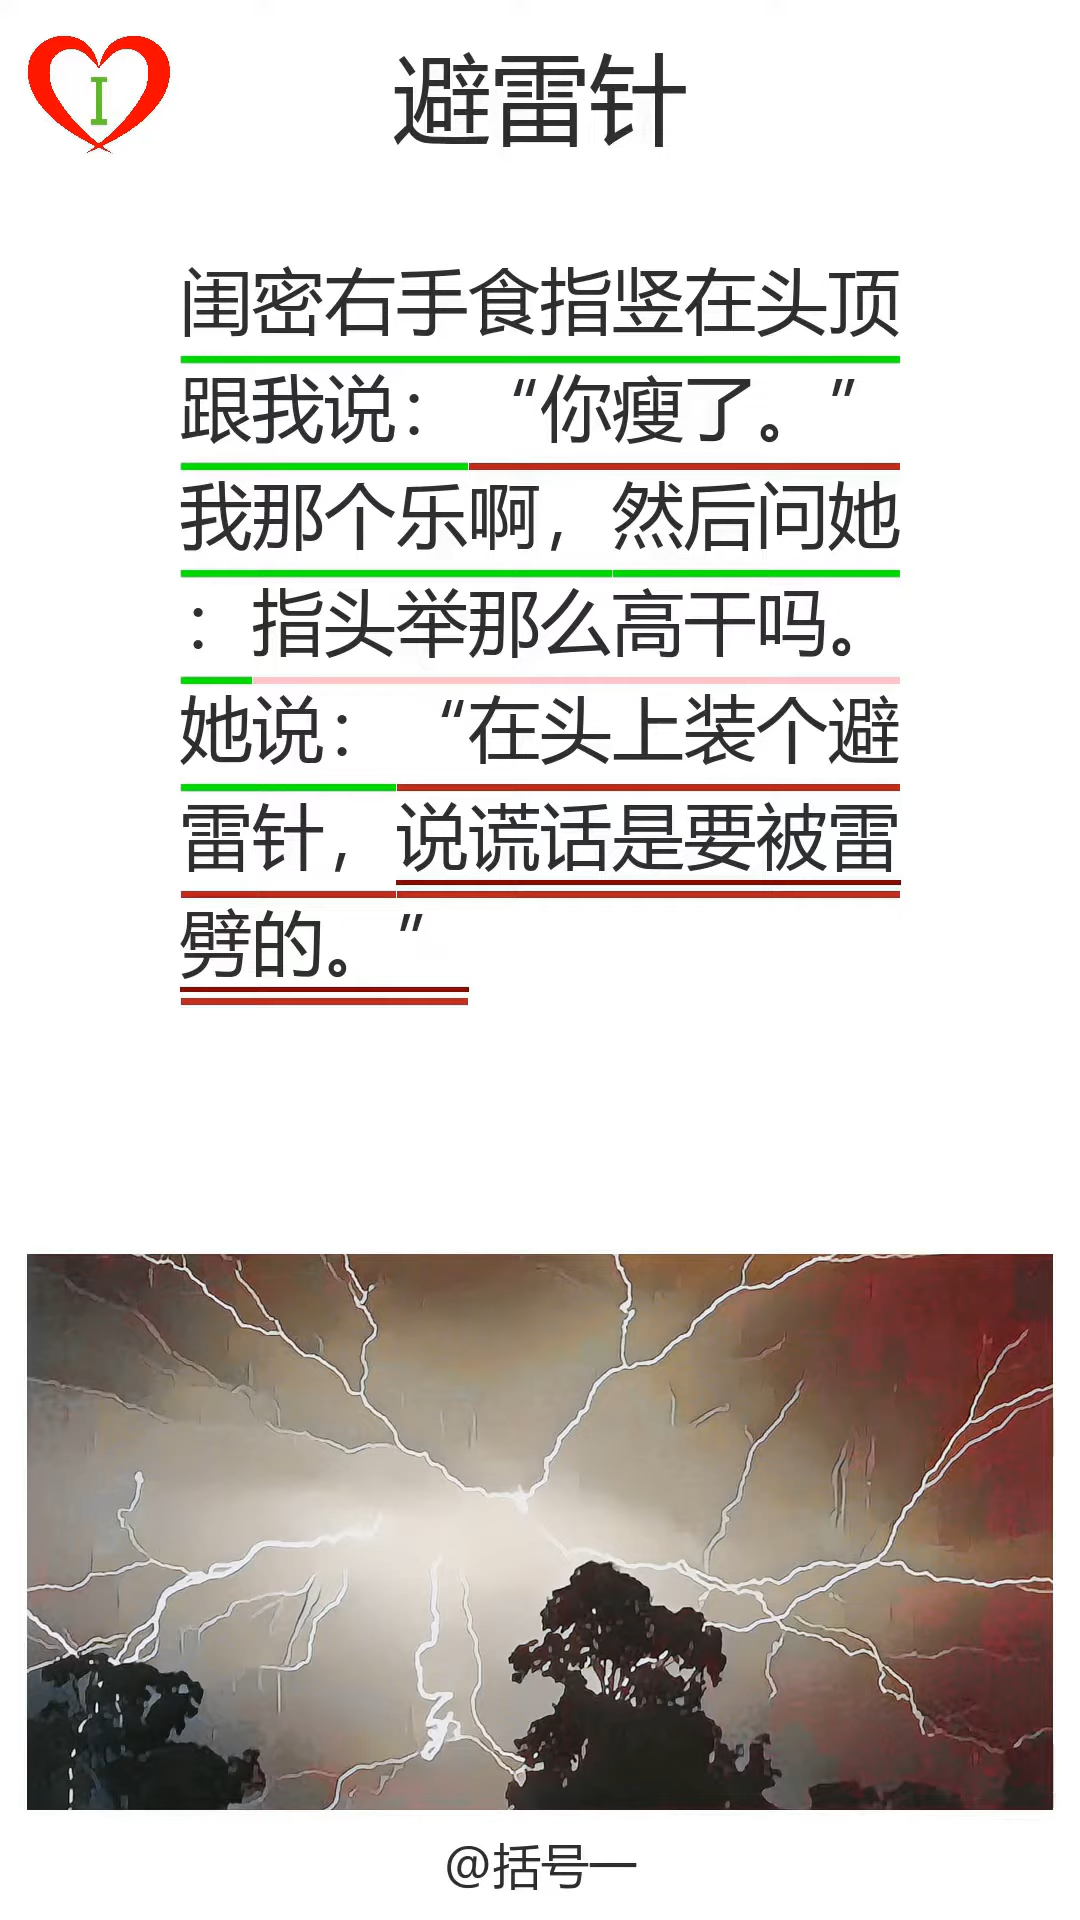 I
避雷针
闺密右手食指竖在头顶
跟我说：“你瘦了。”
我那个乐啊，然后问她
：指头举那么高干吗。
她说：“在头上装个避
雷针，说谎话是要被雷
劈的。”
@括号一